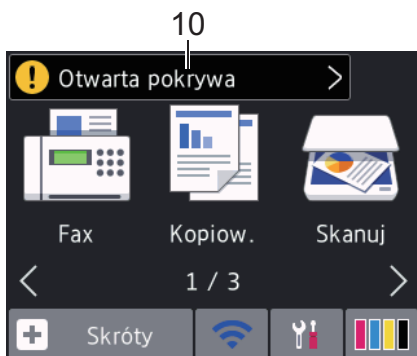 10
Otwarta pokrywa
Fax
Kopiow.
Skanuj
1 / 3
Skróty